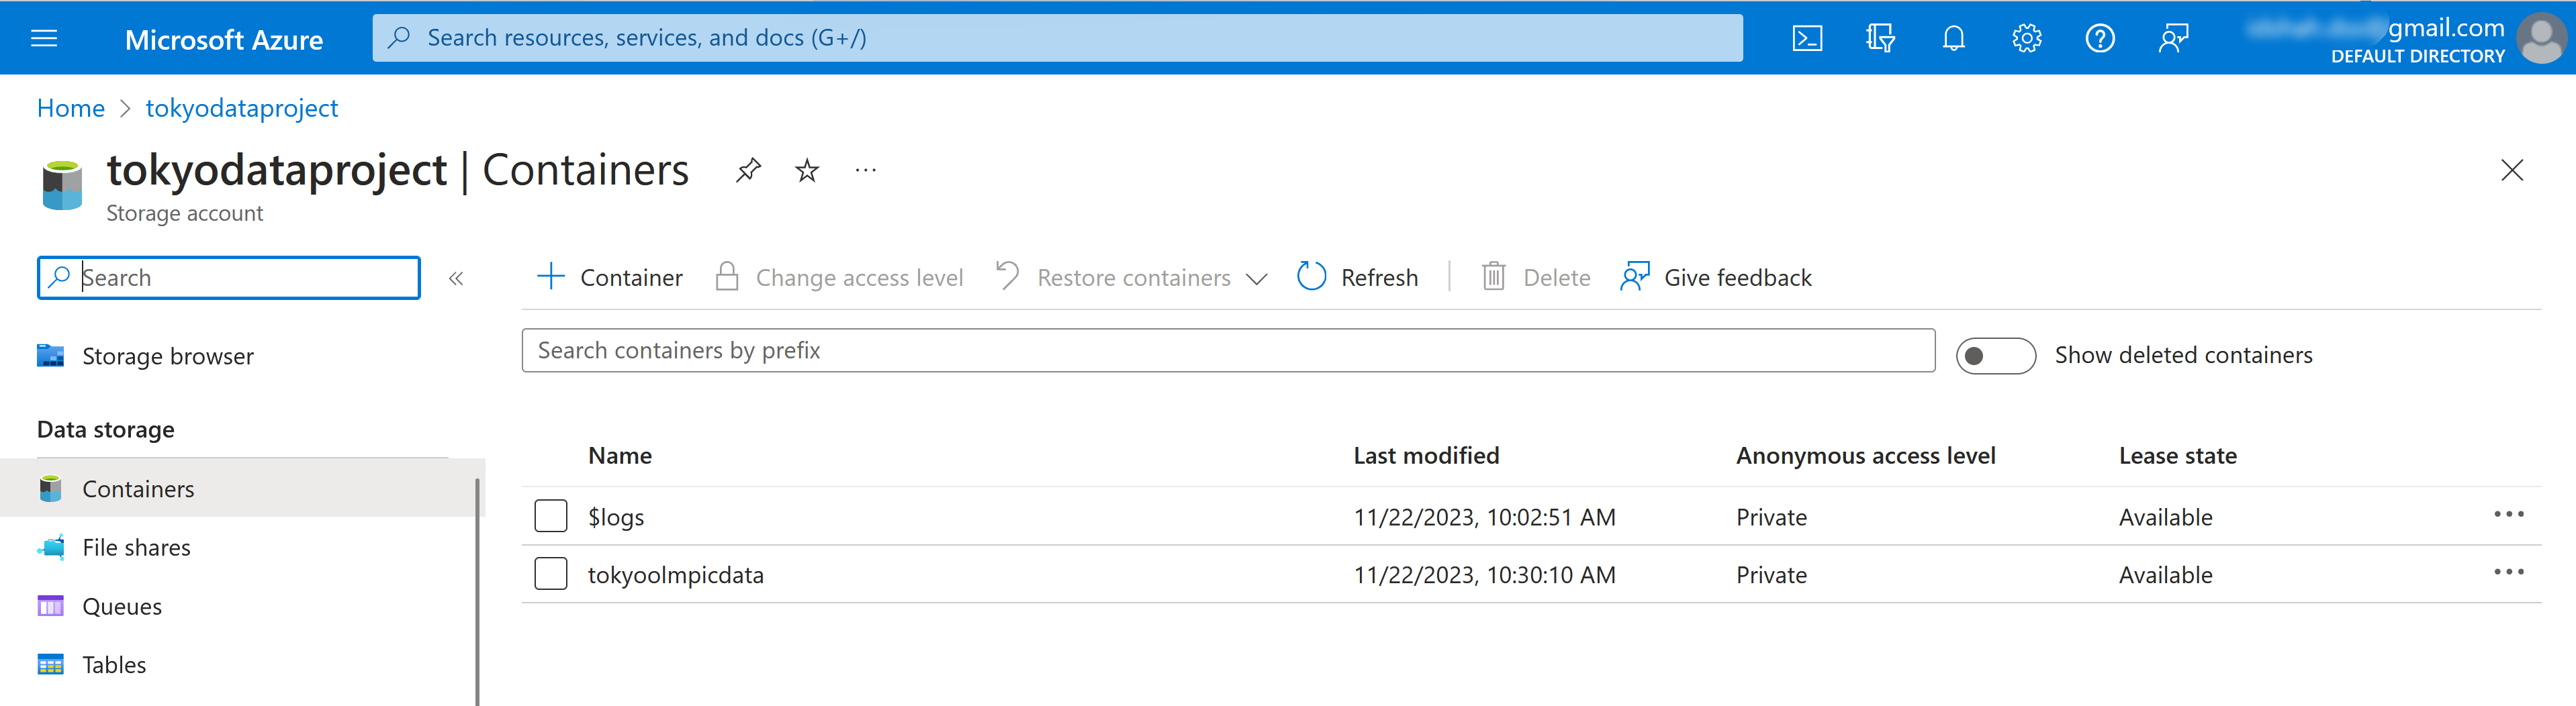 Microsoft Azure
Search resources, services, and docs (G+/)
@gmail.com
DEFAULT DIRECTORY
Home > tokyodataproject
tokyodataproject | Containers
Storage account
Search
Container
Change access level
Restore containers
Refresh
Delete
Give feedback
Storage browser
Search containers by prefix
Show deleted containers
Data storage
Containers
File shares
Queues
Tables
Name Last modified Anonymous access level Lease state
$logs 11/22/2023, 10:02:51 AM Private Available
tokyoolmpicdata 11/22/2023, 10:30:10 AM Private Available